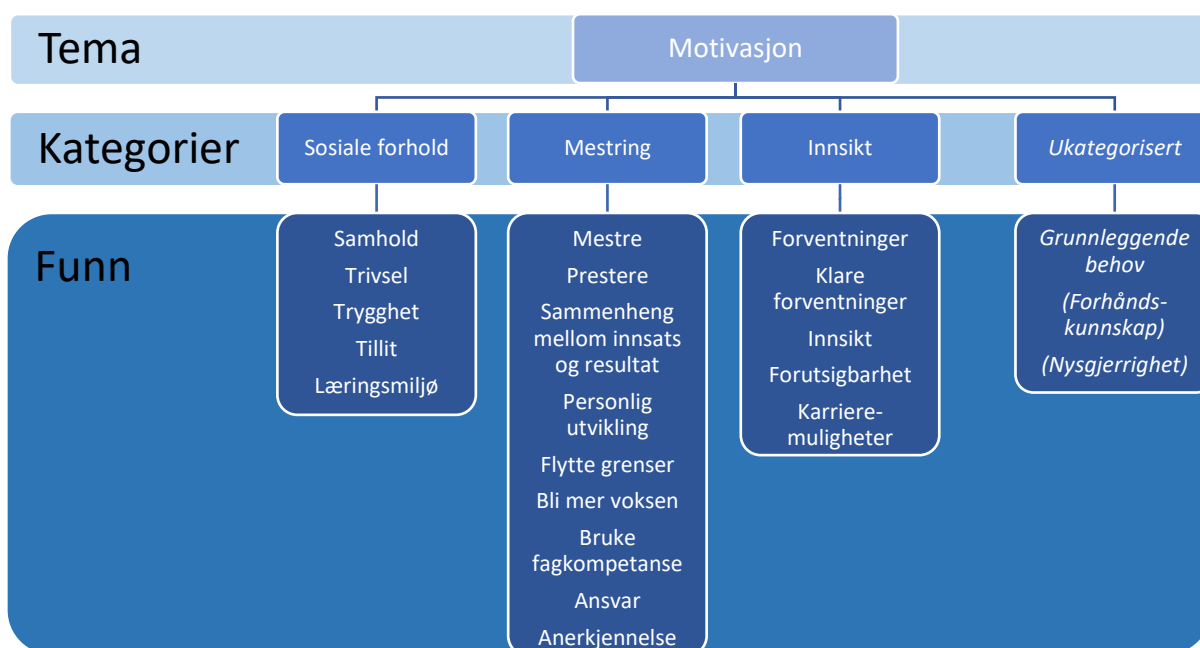 Tema
Motivasjon
Kategorier
Sosiale forhold
Mestring
Innsikt
Ukategorisert
Funn
Samhold
Trivsel
Trygghet
Tillit
Læringsmiljø
Mestre
Prestere
Sammenheng
mellom innsats
og resultat
Personlig
utvikling
Flytte grenser
Bli mer voksen
Bruke
fagkompetanse
Ansvar
Anerkjennelse
Forventninger
Klare
forventninger
Innsikt
Forutsigbarhet
Karriere-
muligheter
Grunnleggende
behov
(Forhånds-
kunnskap)
(Nysgjerrighet)